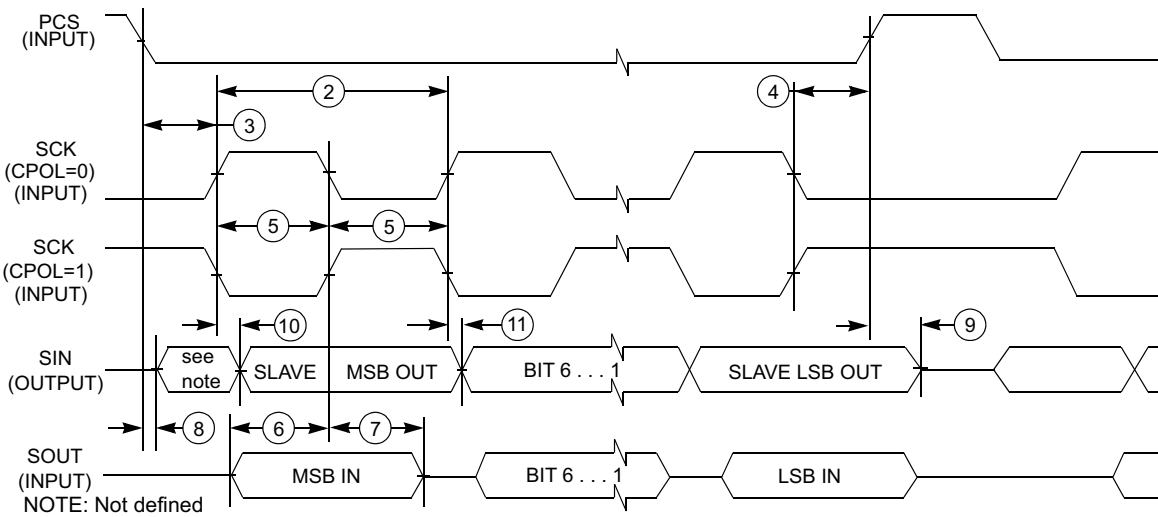 PCS
(INPUT)
2
4
3
SCK
(CPOL=0)
(INPUT)
5
5
SCK
(CPOL=1)
(INPUT)
10
11
9
SIN
(OUTPUT)
see
note
SLAVE
MSB OUT
BIT 6 . . . 1
SLAVE LSB OUT
8
6
7
SOUT
(INPUT)
MSB IN
BIT 6 . . . 1
LSB IN
NOTE: Not defined